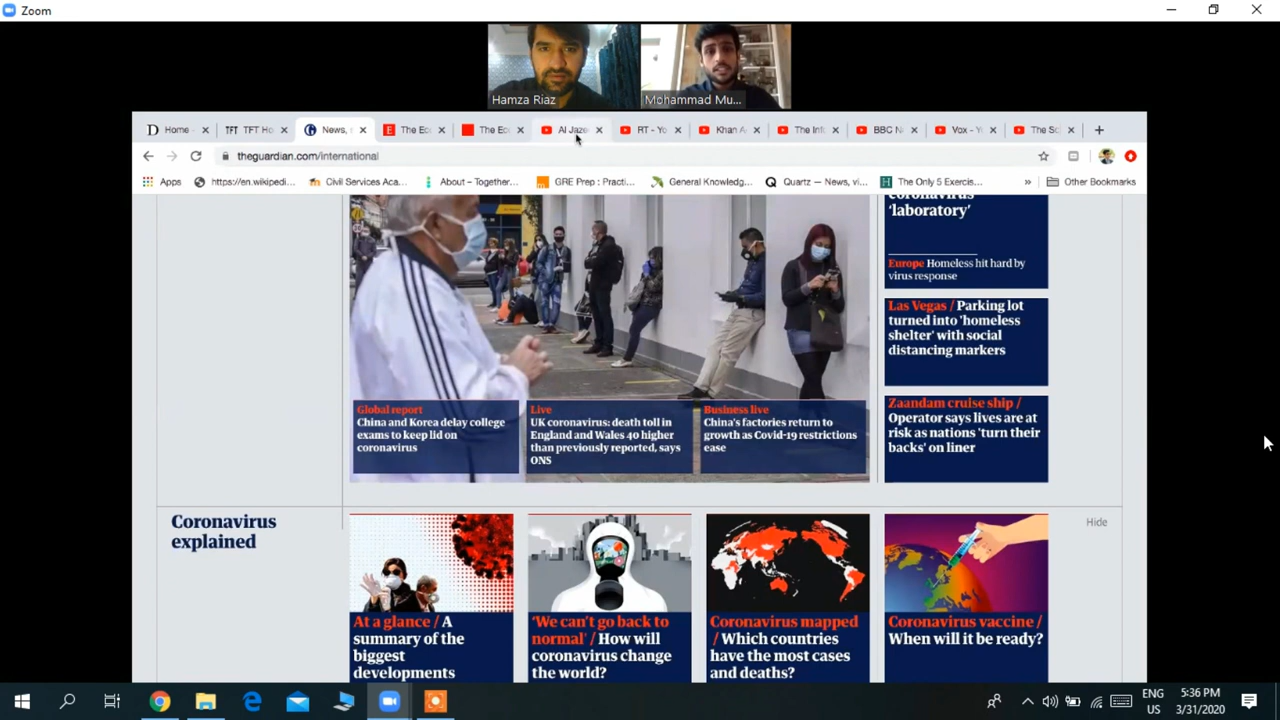 Zoom
Hamza Riaz
Mohammad Mu...
Home -
TFT Ho
News,
The Ec
The Ec
Al Jaze
RT - Yo
Khan A
The Inf
BBC N
Vox - Y
The Sc
theguardian.com/international
Apps
https://en.wikipedi...
Civil Services Aca...
About – Together...
GRE Prep : Practi...
General Knowledg...
Quartz — News, vi...
The Only 5 Exercis...
»
Other Bookmarks
coronavirus
‘laboratory’
Europe Homeless hit hard by
virus response
Las Vegas / Parking lot
turned into ‘homeless
shelter’ with social
distancing markers
Zaandam cruise ship /
Operator says lives are at
risk as nations ‘turn their
backs’ on liner
Global report
China and Korea delay college
exams to keep lid on
coronavirus
Live
UK coronavirus: death toll in
England and Wales 40 higher
than previously reported, says
ONS
Business live
China’s factories return to
growth as Covid-19 restrictions
ease
Coronavirus
explained
Hide
At a glance / A
summary of the
biggest
developments
‘We can’t go back to
normal’ / How will
coronavirus change
the world?
Coronavirus mapped
/ Which countries
have the most cases
and deaths?
Coronavirus vaccine /
When will it be ready?
ENG
US
5:36 PM
3/31/2020